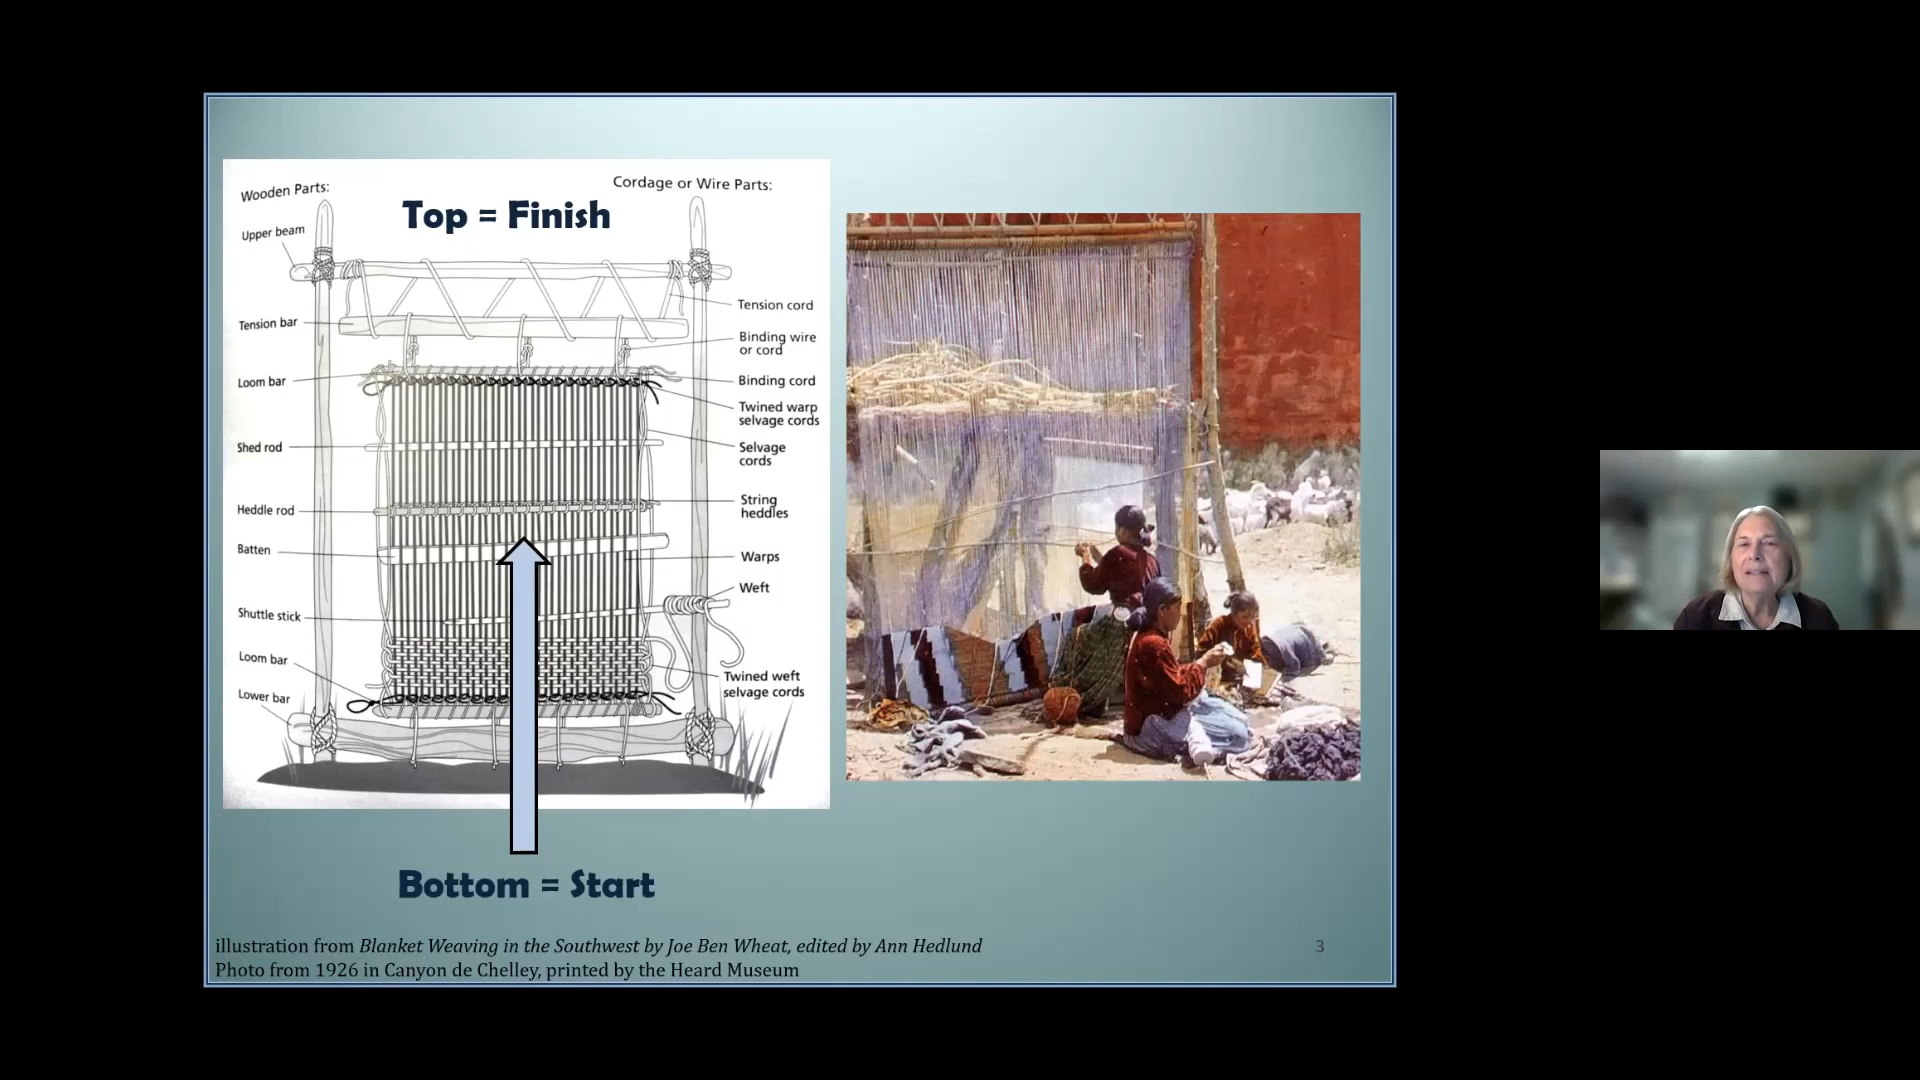 Wooden Parts:
Cordage or Wire Parts:
Top = Finish
Upper beam
Tension bar
Loom bar
Shed rod
Heddle rod
Batten
Shuttle stick
Loom bar
Lower bar
Tension cord
Binding wire
or cord
Binding cord
Twined warp
selvage cords
Selvage
cords
String
heddles
Warps
Weft
Twined weft
selvage cords
Bottom = Start
illustration from Blanket Weaving in the Southwest by Joe Ben Wheat, edited by Ann Hedlund
Photo from 1926 in Canyon de Chelley, printed by the Heard Museum
3